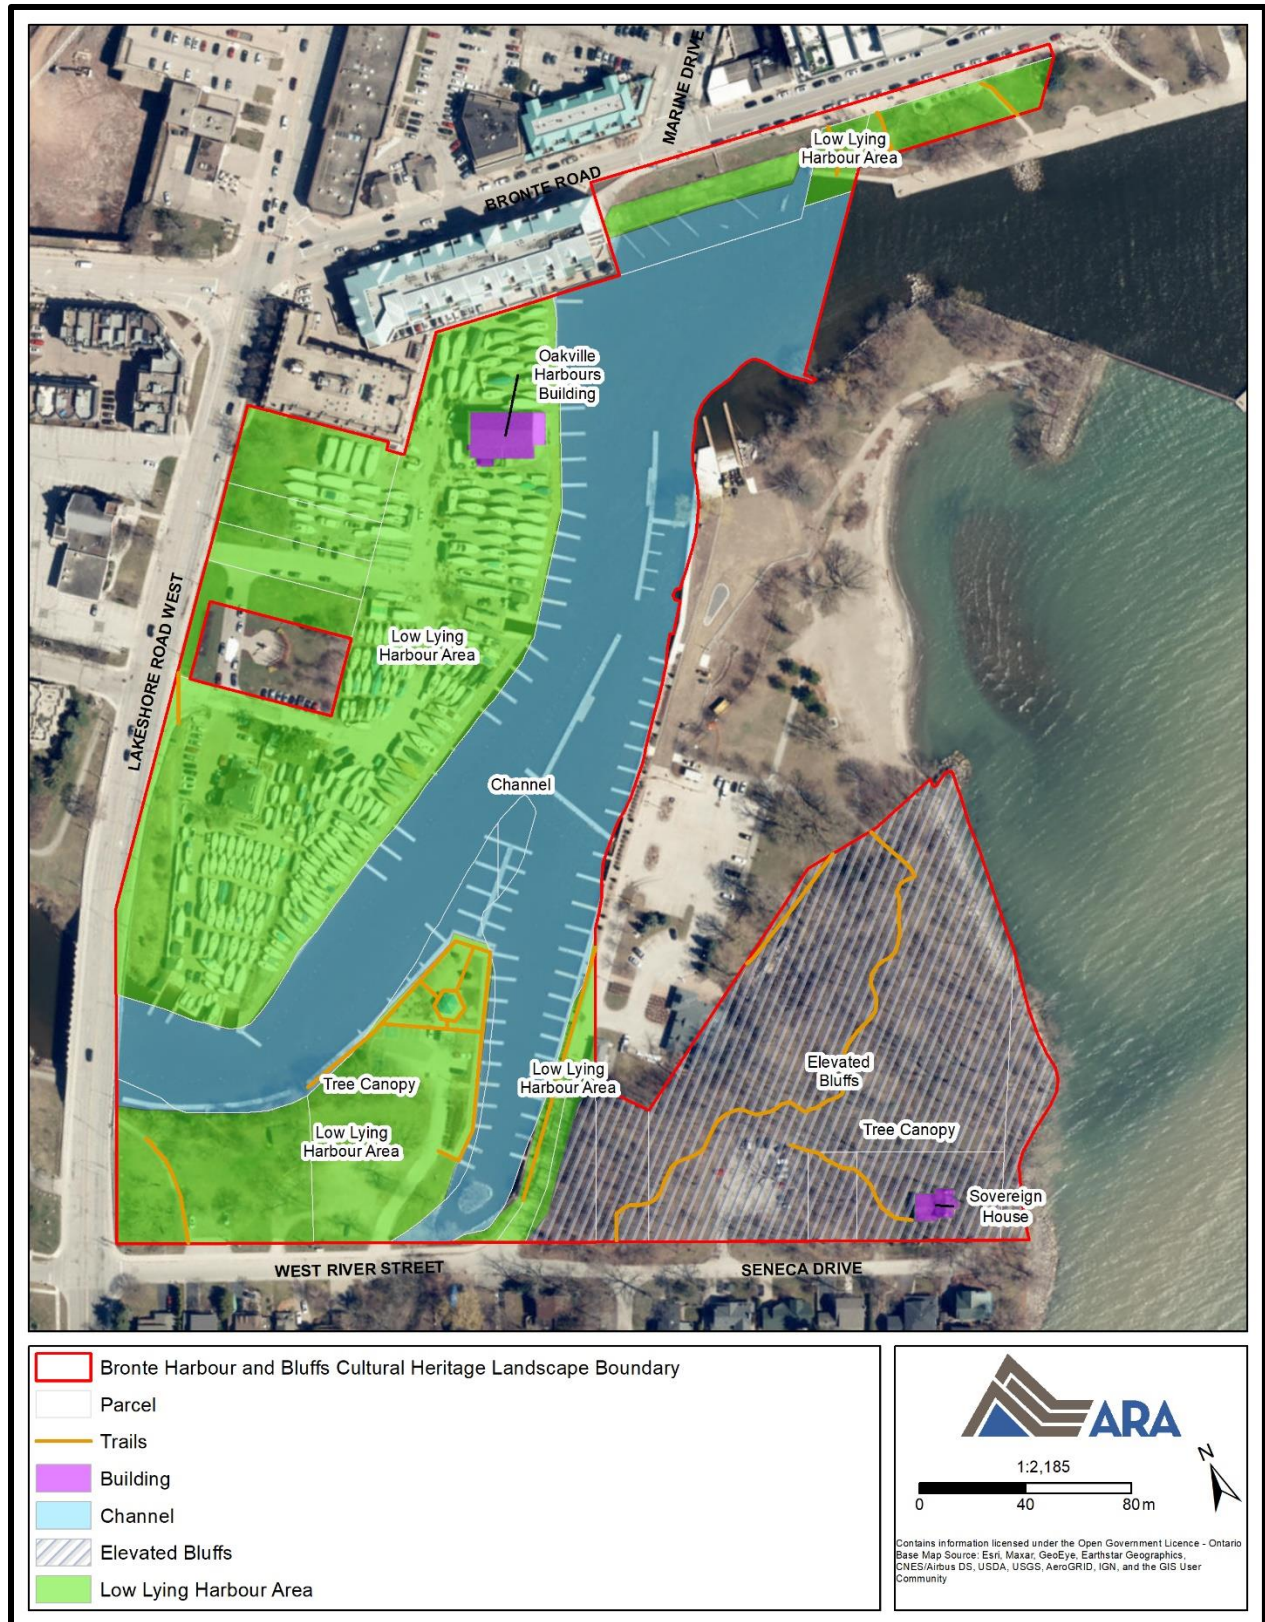 MARINE DRIVE
Low Lying
Harbour Area
BRONTE ROAD
Oakville
Harbours
Building
LAKESHORE ROAD WEST
Low Lying
Harbour Area
Channel
Low Lying
Harbour Area
Elevated
Bluffs
Tree Canopy
Tree Canopy
Low Lying
Harbour Area
Sovereign
House
WEST RIVER STREET
SENECA DRIVE
Bronte Harbour and Bluffs Cultural Heritage Landscape Boundary
Parcel
Trails
Building
Channel
Elevated Bluffs
Low Lying Harbour Area
ARA
N
1:2,185
0 40 80 m
Contains information licensed under the Open Government Licence - Ontario
Base Map Source: Esri, Maxar, GeoEye, Earthstar Geographics,
CNES/Airbus DS, USDA, USGS, AeroGRID, IGN, and the GIS User
Community